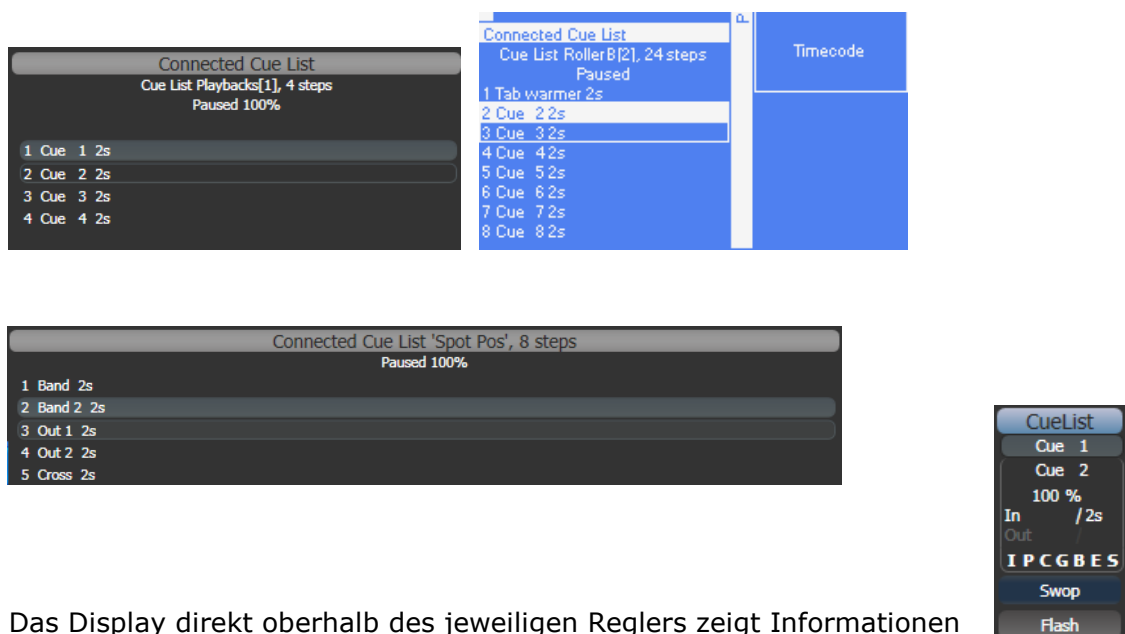 Connected Cue List
Cue List Playbacks[1], 4 steps
Paused 100%
1 Cue 1 2s
2 Cue 2 2s
3 Cue 3 2s
4 Cue 4 2s
P
Connected Cue List
Cue List RollerB[2], 24 steps
Paused
1 Tab warmer 2s
2 Cue 2 2s
3 Cue 3 2s
4 Cue 4 2s
5 Cue 5 2s
6 Cue 6 2s
7 Cue 7 2s
8 Cue 8 2s
Timecode
Connected Cue List 'Spot Pos', 8 steps
Paused 100%
1 Band 2s
2 Band 2 2s
3 Out 1 2s
4 Out 2 2s
5 Cross 2s
CueList
Cue 1
Cue 2
100 %
In / 2s
Out /
I P C G B E S
Swop
Flash
Das Display direkt oberhalb des jeweiligen Reglers zeigt Informationen